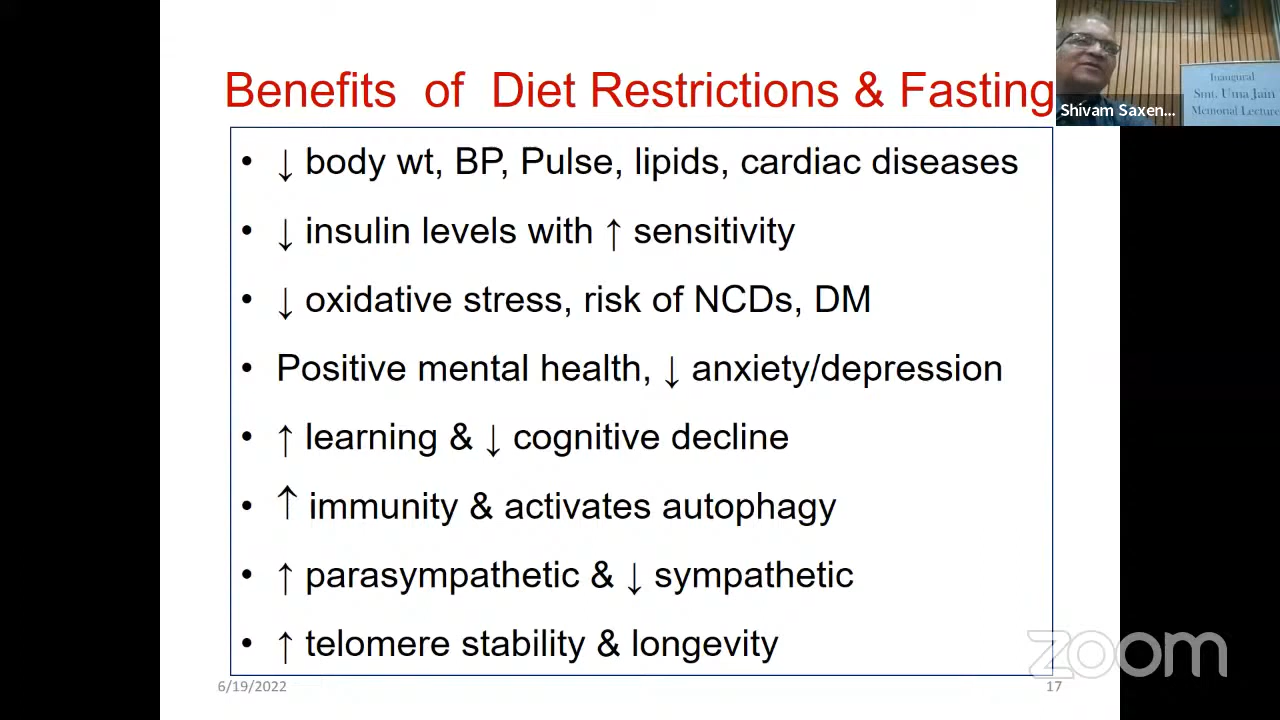 Benefits of Diet Restrictions & Fasting
• ↓ body wt, BP, Pulse, lipids, cardiac diseases
• ↓ insulin levels with ↑ sensitivity
• ↓ oxidative stress, risk of NCDs, DM
• Positive mental health, ↓ anxiety/depression
• ↑ learning & ↓ cognitive decline
• ↑ immunity & activates autophagy
• ↑ parasympathetic & ↓ sympathetic
• ↑ telomere stability & longevity
6/19/2022
17
Inaugural
Smt. Uma Jain
Memorial Lecture
Shivam Saxen...
zoom